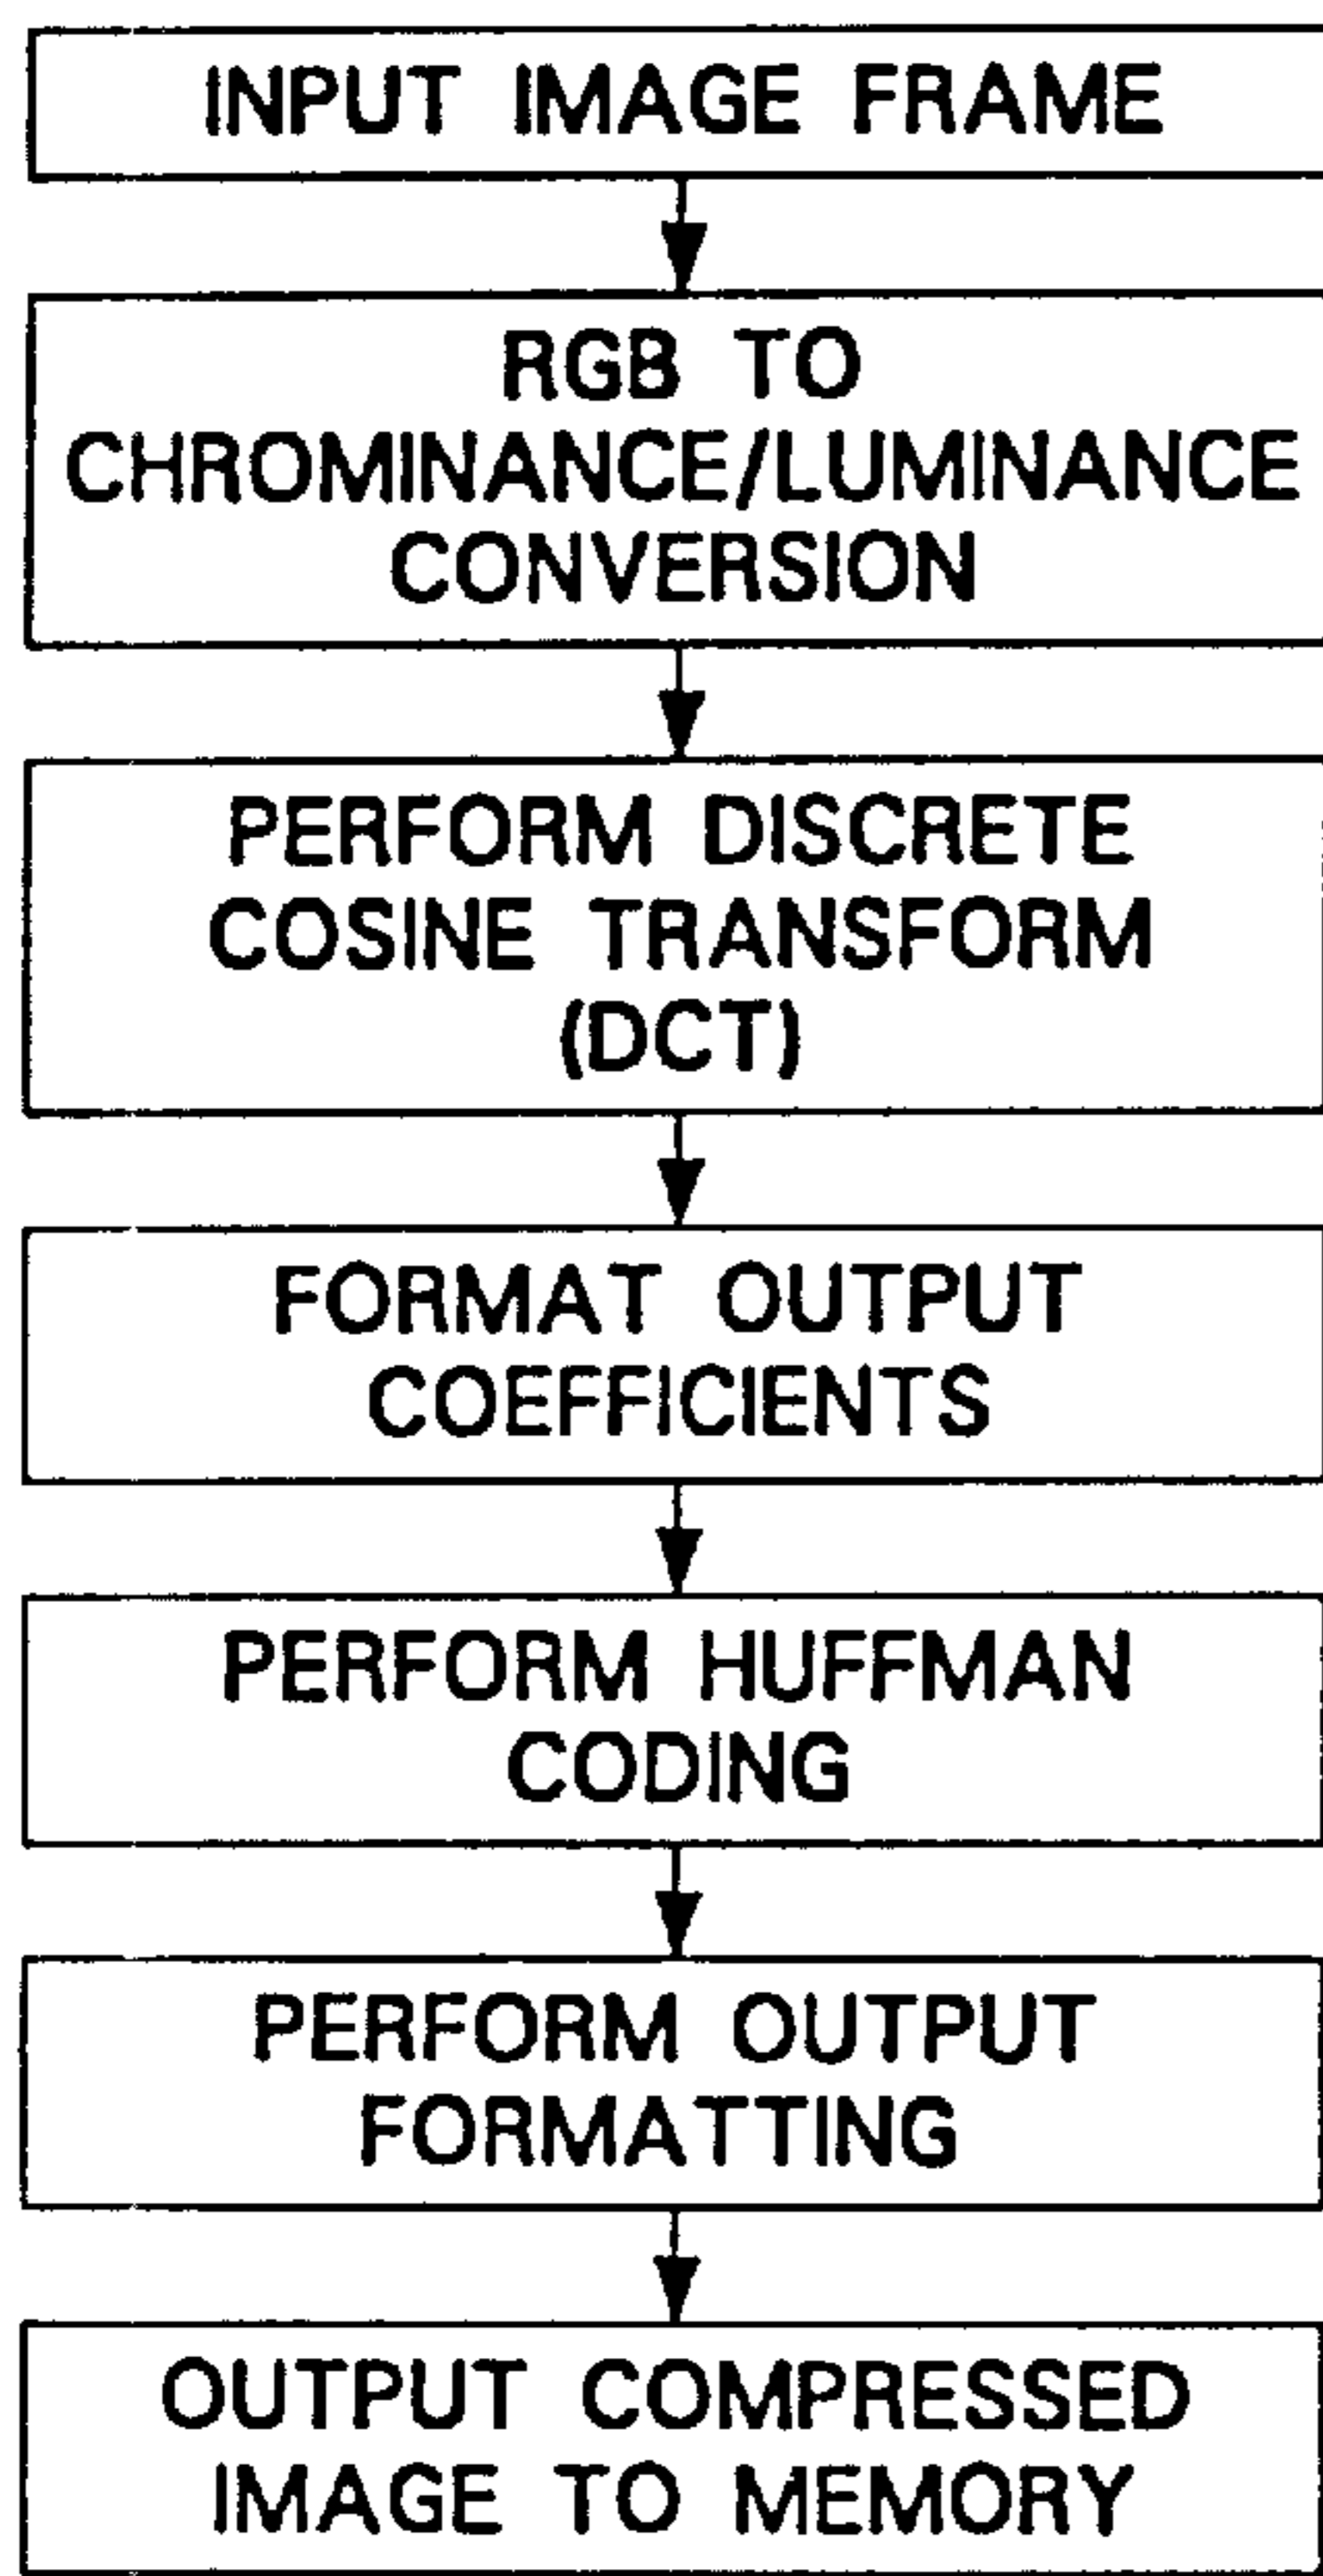 INPUT IMAGE FRAME
RGB TO
CHROMINANCE/LUMINANCE
CONVERSION
PERFORM DISCRETE
COSINE TRANSFORM
(DCT)
FORMAT OUTPUT
COEFFICIENTS
PERFORM HUFFMAN
CODING
PERFORM OUTPUT
FORMATTING
OUTPUT COMPRESSED
IMAGE TO MEMORY